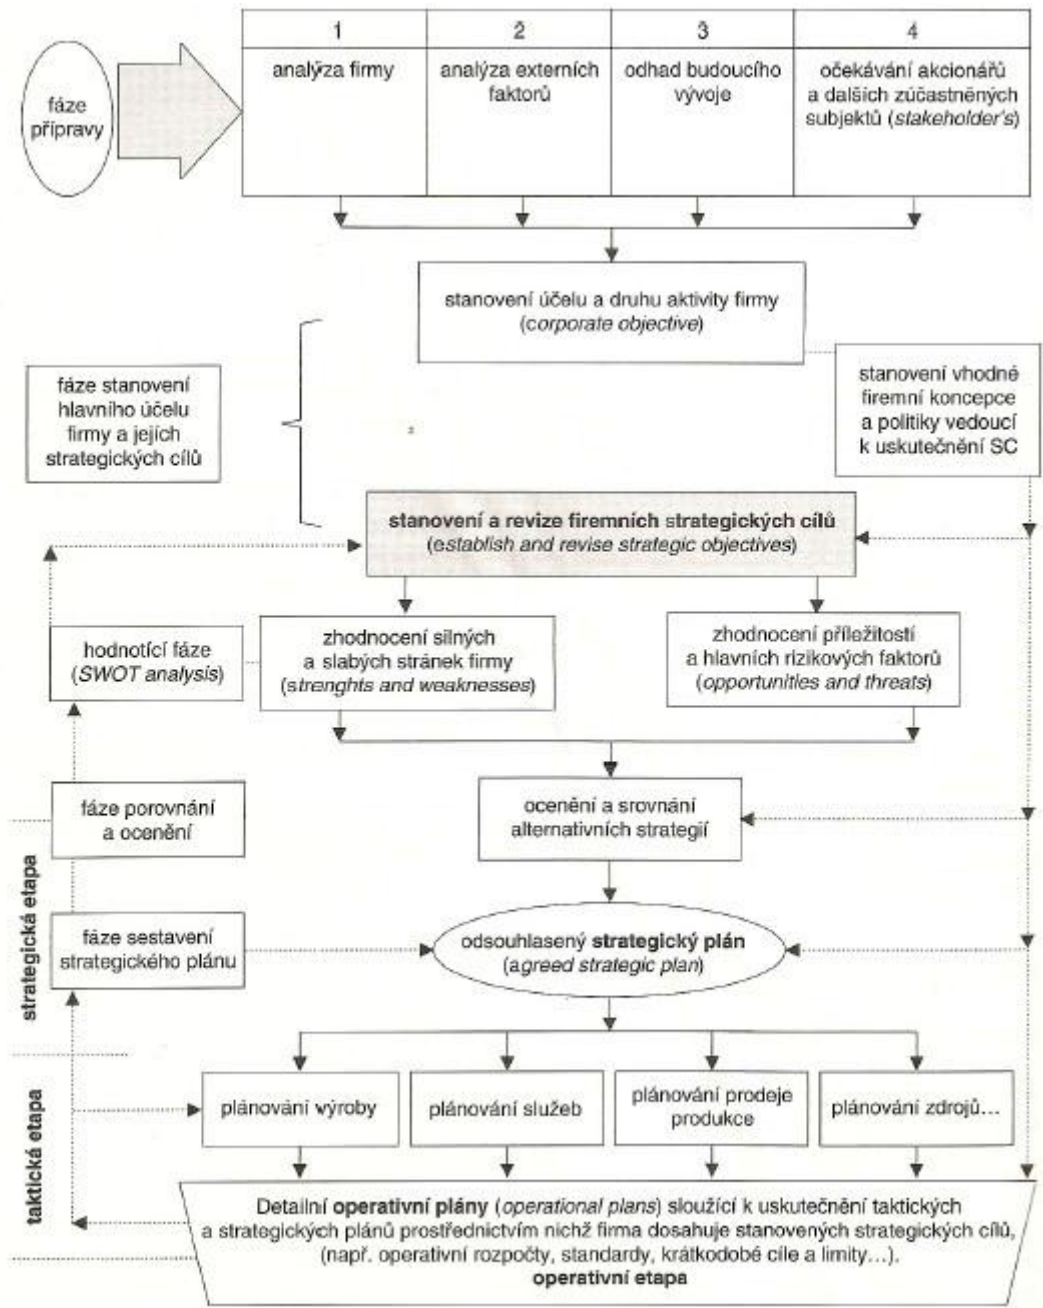 1
2
3
4
fáze
přípravy
analýza firmy
analýza externích
faktorů
odhad budoucího
vývoje
očekávání akcionářů
a dalších zúčastněných
subjektů (stakeholder's)
stanovení účelu a druhu aktivity firmy
(corporate objective)
fáze stanovení
hlavního účelu
firmy a jejích
strategických cílů
stanovení vhodné
firemní koncepce
a politiky vedoucí
k uskutečnění SC
stanovení a revize firemních strategických cílů
(establish and revise strategic objectives)
hodnotící fáze
(SWOT analysis)
zhodnocení silných
a slabých stránek firmy
(strenghts and weaknesses)
zhodnocení příležitostí
a hlavních rizikových faktorů
(opportunities and threats)
fáze porovnání
a ocenění
ocenění a srovnání
alternativních strategií
strategická etapa
fáze sestavení
strategického plánu
odsouhlasený strategický plán
(agreed strategic plan)
taktická etapa
plánování výroby
plánování služeb
plánování prodeje
produkce
plánování zdrojů...
Detailní operativní plány (operational plans) sloužící k uskutečnění taktických
a strategických plánů prostřednictvím nichž firma dosahuje stanovených strategických cílů,
(např. operativní rozpočty, standardy, krátkodobé cíle a limity...).
operativní etapa